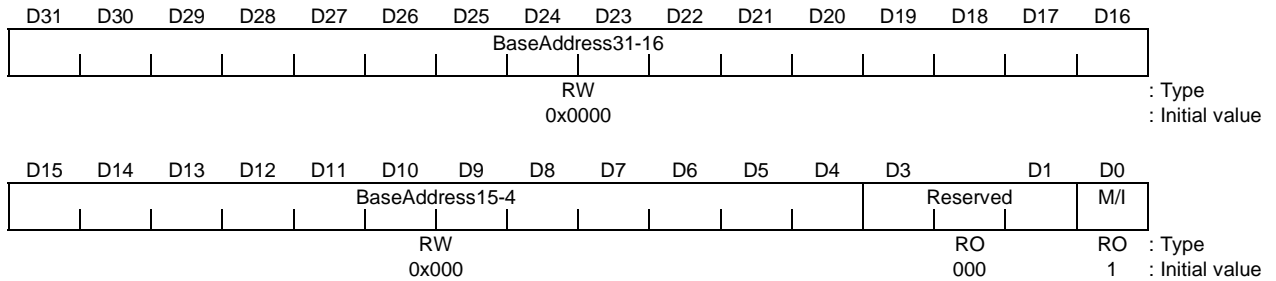 D31 D30 D29 D28 D27 D26 D25 D24 D23 D22 D21 D20 D19 D18 D17 D16
BaseAddress31-16
RW : Type
0x0000 : Initial value
D15 D14 D13 D12 D11 D10 D9 D8 D7 D6 D5 D4 D3 D1 D0
BaseAddress15-4 Reserved M/I
RW RO RO : Type
0x000 000 1 : Initial value